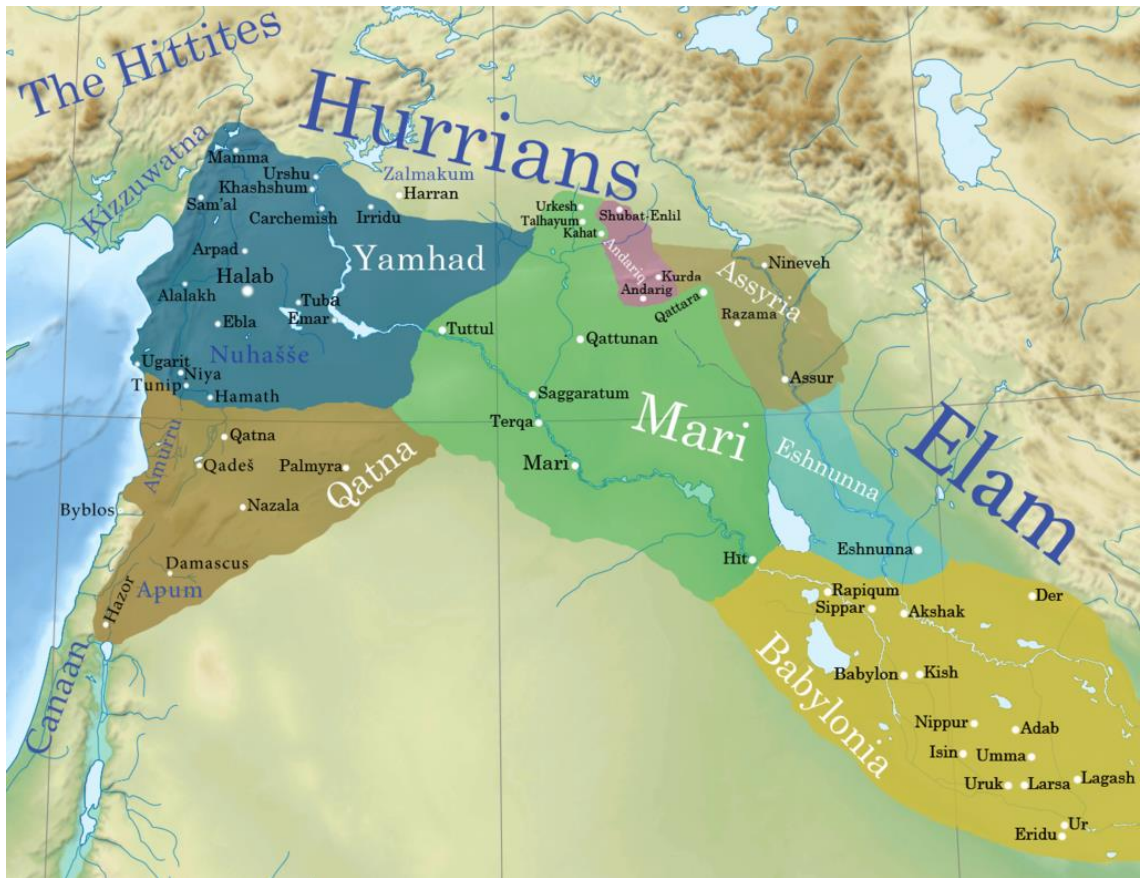 The Hittites
Hurrians
Kizzuwatna
Zalmakum
Mamma
Urshu
Khashshum
Harran
Sam'al
Carchemish
Irridu
Urkesh
Talhayum
Kahat
Shubat-Enlil
Andariq
Arpad
Yamhad
Halab
Kurda
Andarig
Assyria
Nineveh
Alalakh
Tuba
Emar
Qattara
Razama
Ebla
Tuttul
Qattunan
Nuhašše
Ugarit
Niya
Tunip
Hamath
Assur
Saggaratum
Terqa
Mari
Elam
Qatna
Amurru
Qadeš
Palmyra
Qatna
Mari
Eshnunna
Byblos
Nazala
Eshnunna
Hīt
Damascus
Apum
Hazor
Rapiqum
Sippar
Akshak
Der
Canaan
Babylonia
Babylon
Kish
Nippur
Adab
Isin
Umma
Uruk
Larsa
Lagash
Ur
Eridu